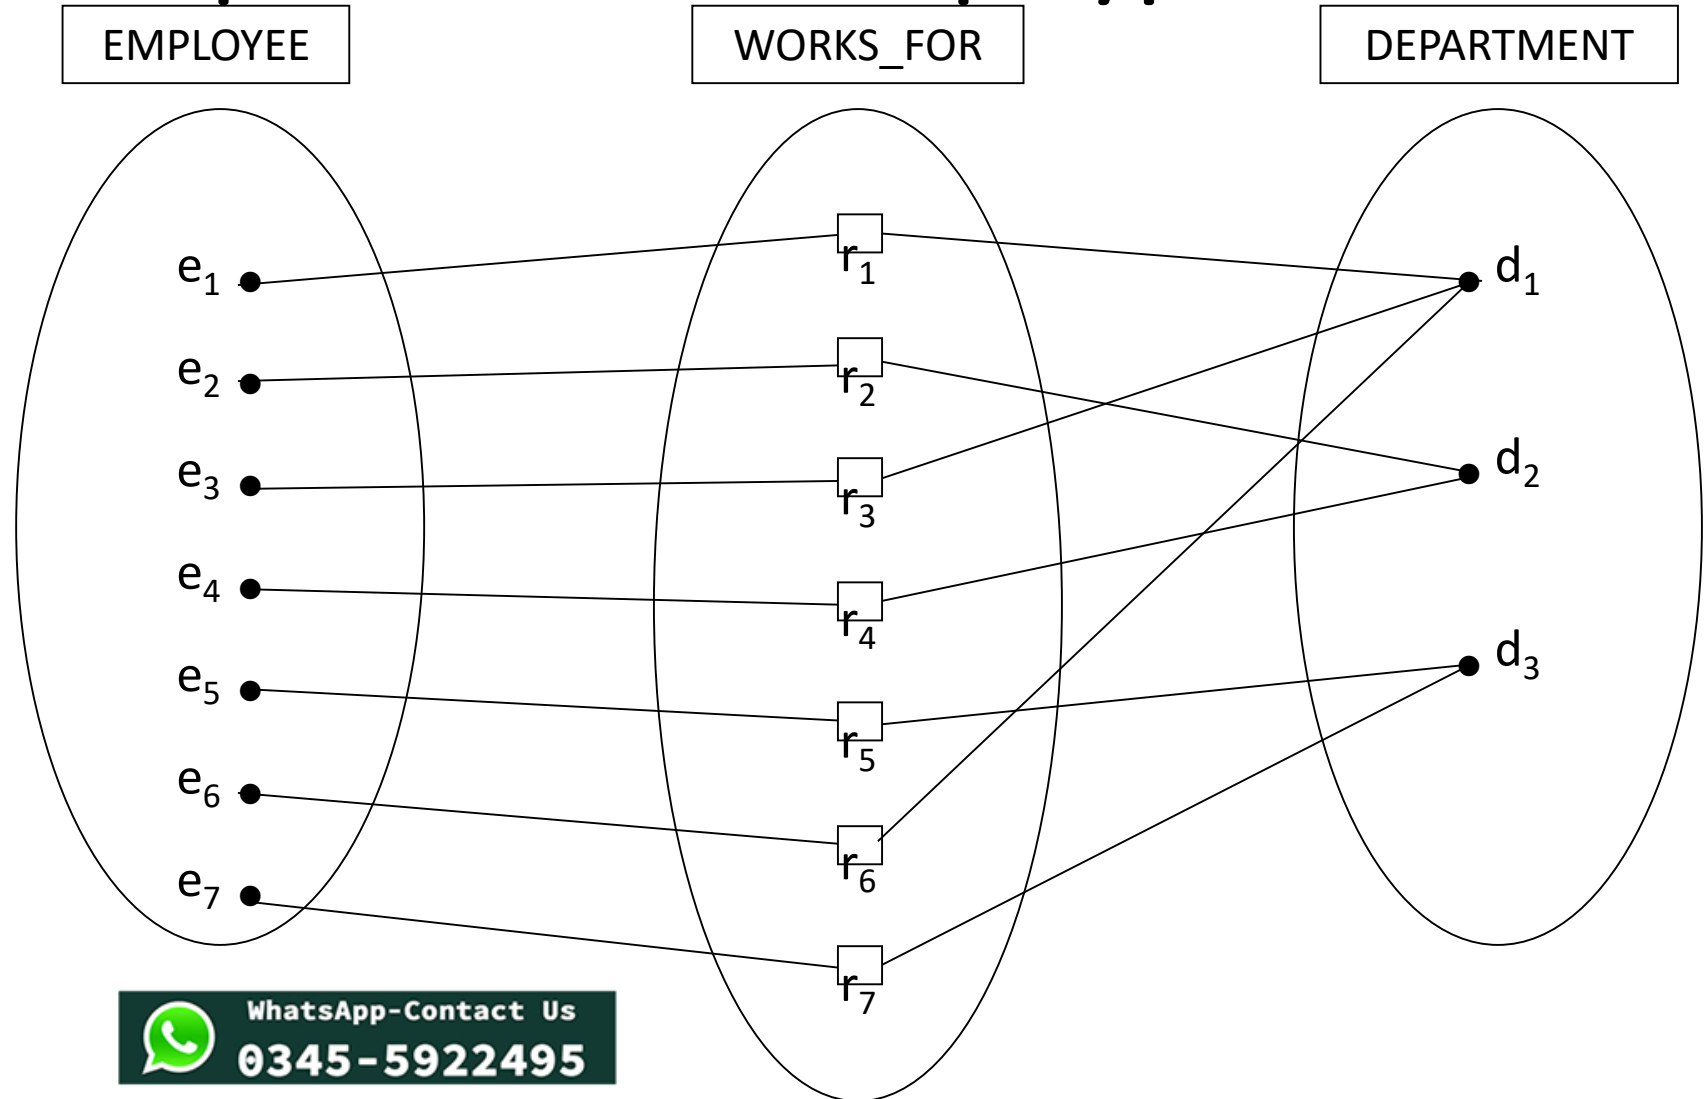 EMPLOYEE
WORKS_FOR
DEPARTMENT
e1
e2
e3
e4
e5
e6
e7
r1
r2
r3
r4
r5
r6
r7
d1
d2
d3
WhatsApp-Contact Us
0345-5922495